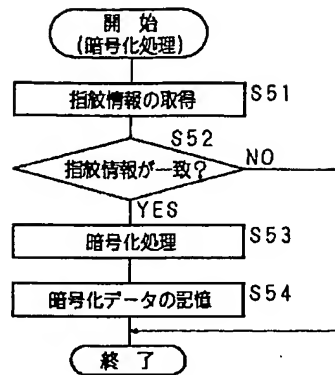 開 始
(暗号化処理)
指紋情報の取得 S51
S52
指紋情報が一致? NO
YES
暗号化処理 S53
暗号化データの記憶 S54
終 了